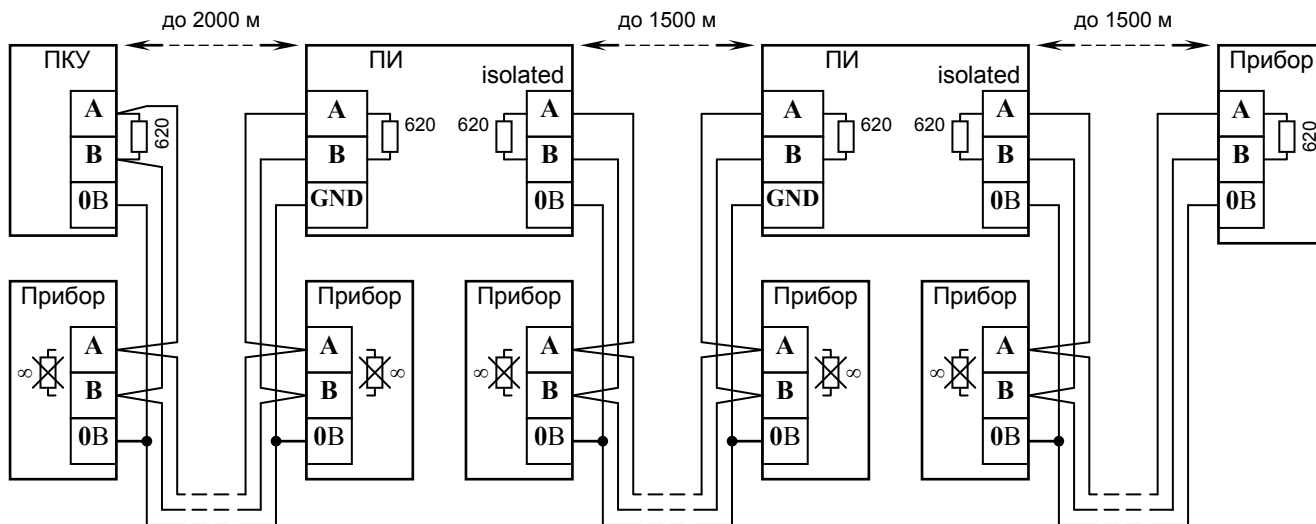 до 2000 м
до 1500 м
до 1500 м
ПКУ
ПИ
isolated
ПИ
isolated
Прибор
A
B
0В
620
A
B
GND
620
620
A
B
0В
A
B
GND
620
620
A
B
0В
A
B
0В
620
Прибор
∞
A
B
0В
Прибор
A
B
0В
∞
Прибор
∞
A
B
0В
Прибор
A
B
0В
∞
Прибор
∞
A
B
0В